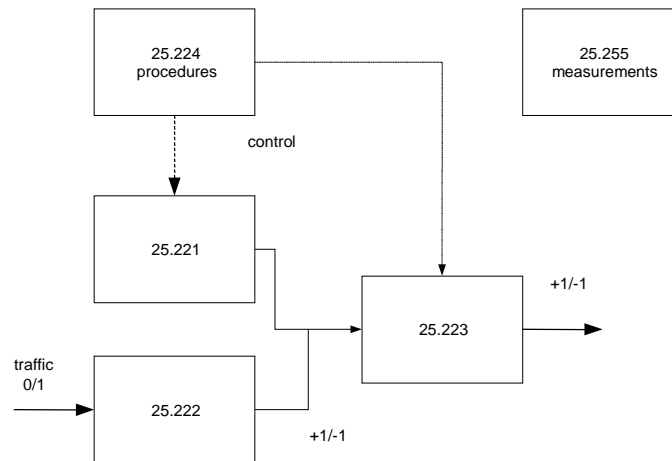 25.224
procedures
25.255
measurements
control
25.221
+1/-1
25.223
traffic
0/1
25.222
+1/-1